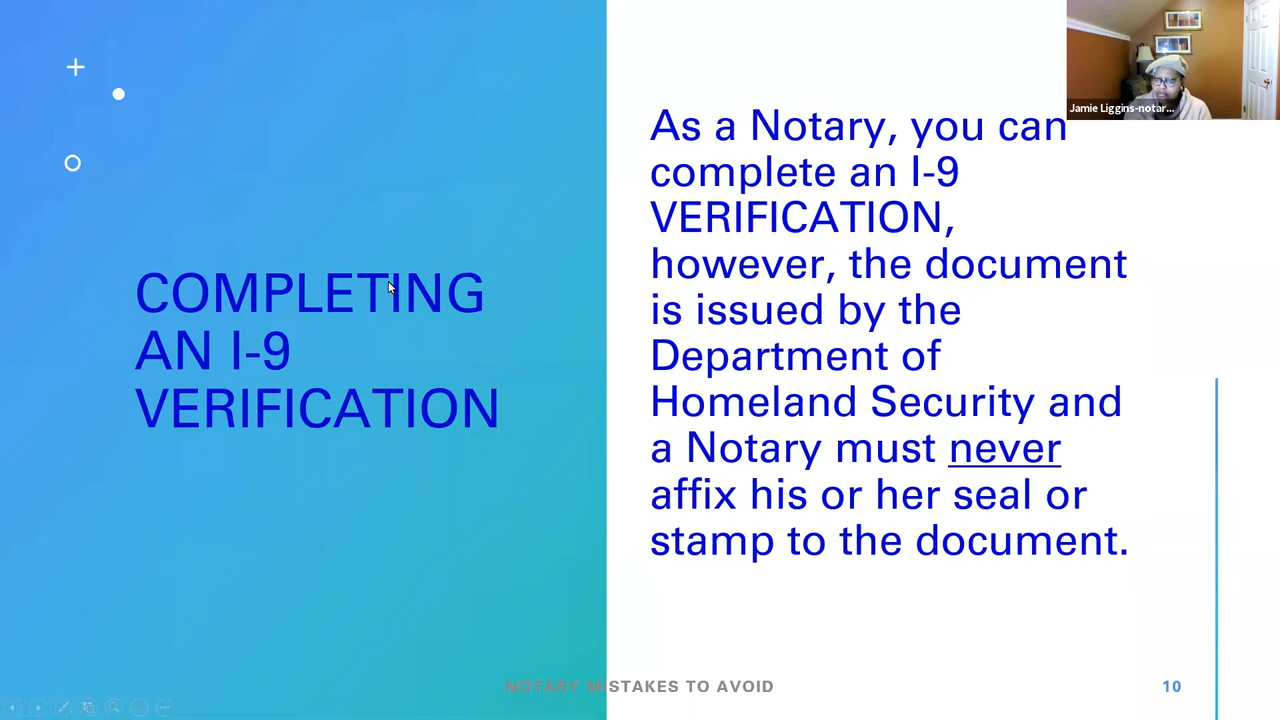 Jamie Liggins-notar...
COMPLETING
AN I-9
VERIFICATION
As a Notary, you can
complete an I-9
VERIFICATION,
however, the document
is issued by the
Department of
Homeland Security and
a Notary must never
affix his or her seal or
stamp to the document.
NOTARY MISTAKES TO AVOID
10